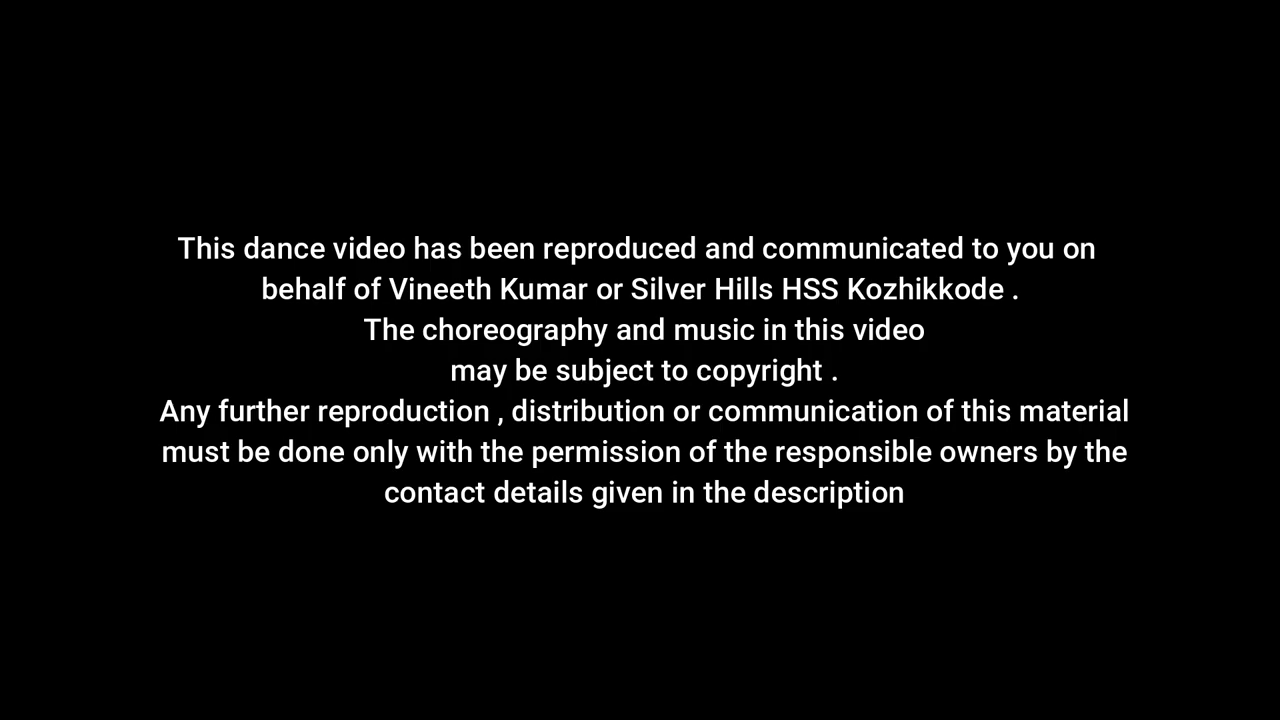 This dance video has been reproduced and communicated to you on
behalf of Vineeth Kumar or Silver Hills HSS Kozhikkode .
The choreography and music in this video
may be subject to copyright .
Any further reproduction , distribution or communication of this material
must be done only with the permission of the responsible owners by the
contact details given in the description